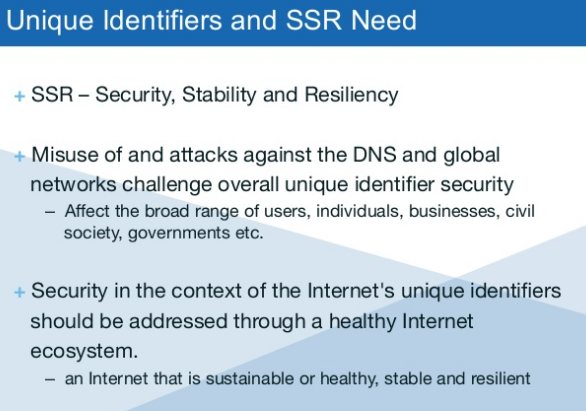 Unique Identifiers and SSR Need
+ SSR – Security, Stability and Resiliency
+ Misuse of and attacks against the DNS and global
networks challenge overall unique identifier security
– Affect the broad range of users, individuals, businesses, civil
society, governments etc.
+ Security in the context of the Internet's unique identifiers
should be addressed through a healthy Internet
ecosystem.
– an Internet that is sustainable or healthy, stable and resilient